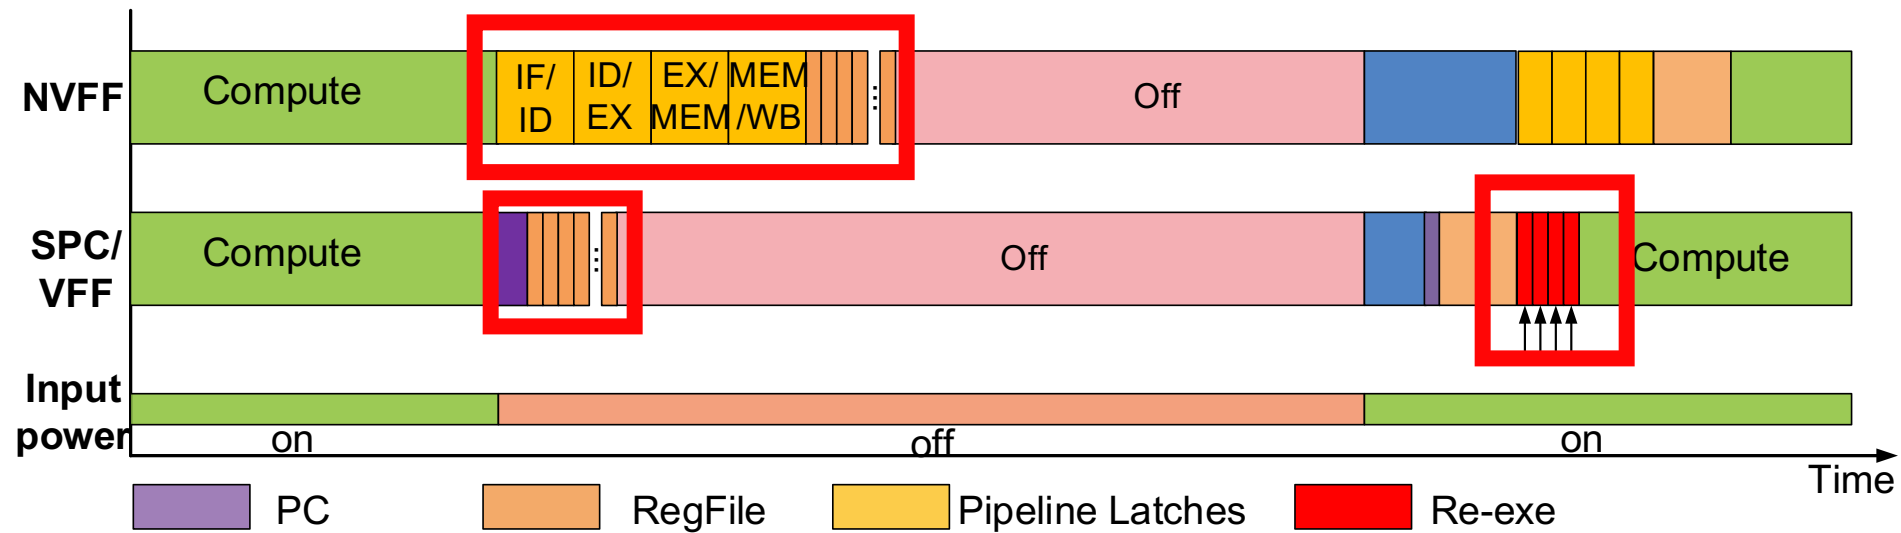 NVFF
Compute
IF/
ID
ID/
EX
EX/
MEM
MEM
/WB
...
Off
SPC/
VFF
Compute
...
Off
Compute
Input
power
on
off
on
Time
PC
RegFile
Pipeline Latches
Re-exe